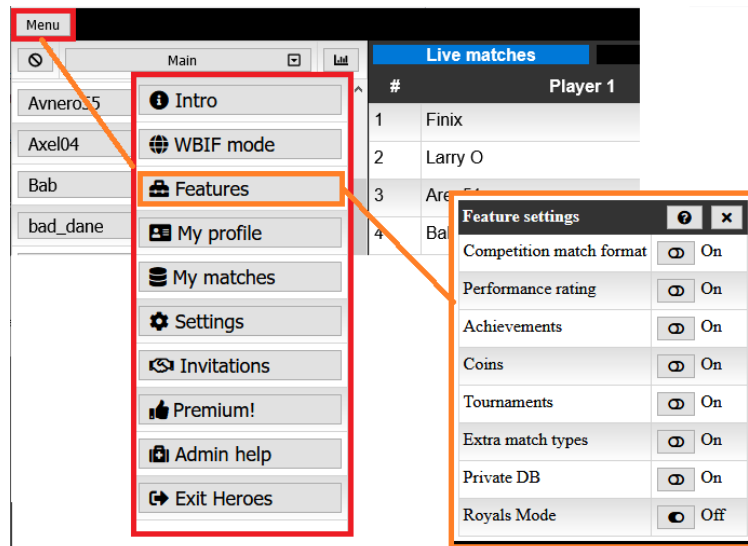 Menu
Main
Live matches
#
Player 1
Avnero55
Axel04
Bab
bad_dane
Intro
WBIF mode
Features
My profile
My matches
Settings
Invitations
Premium!
Admin help
Exit Heroes
1 Finix
2 Larry O
3
4
Feature settings
Competition match format On
Performance rating On
Achievements On
Coins On
Tournaments On
Extra match types On
Private DB On
Royals Mode Off